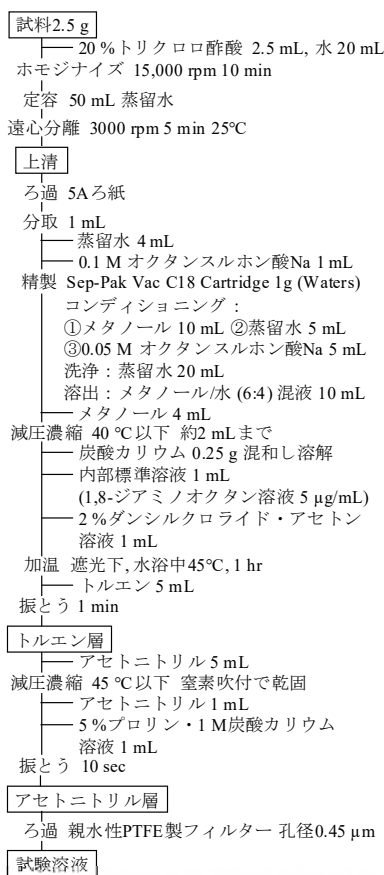 試料2.5 g
20 %トリクロロ酢酸 2.5 mL, 水 20 mL
ホモジナイズ 15,000 rpm 10 min
定容 50 mL 蒸留水
遠心分離 3000 rpm 5 min 25℃
上清
ろ過 5Aろ紙
分取 1 mL
蒸留水 4 mL
0.1 M オクタンスルホン酸Na 1 mL
精製 Sep-Pak Vac C18 Cartridge 1g (Waters)
コンディショニング：
①メタノール 10 mL ②蒸留水 5 mL
③0.05 M オクタンスルホン酸Na 5 mL
洗浄：蒸留水 20 mL
溶出：メタノール/水 (6:4) 混液 10 mL
メタノール 4 mL
減圧濃縮 40 ℃以下 約2 mLまで
炭酸カリウム 0.25 g 混和し溶解
内部標準溶液 1 mL
(1,8-ジアミノオクタン溶液 5 µg/mL)
2 %ダンシルクロライド・アセトン
溶液 1 mL
加温 遮光下, 水浴中45℃, 1 hr
トルエン 5 mL
振とう 1 min
トルエン層
アセトニトリル 5 mL
減圧濃縮 45 ℃以下 窒素吹付で乾固
アセトニトリル 1 mL
5 %プロリン・1 M炭酸カリウム
溶液 1 mL
振とう 10 sec
アセトニトリル層
ろ過 親水性PTFE製フィルター 孔径0.45 µm
試験溶液